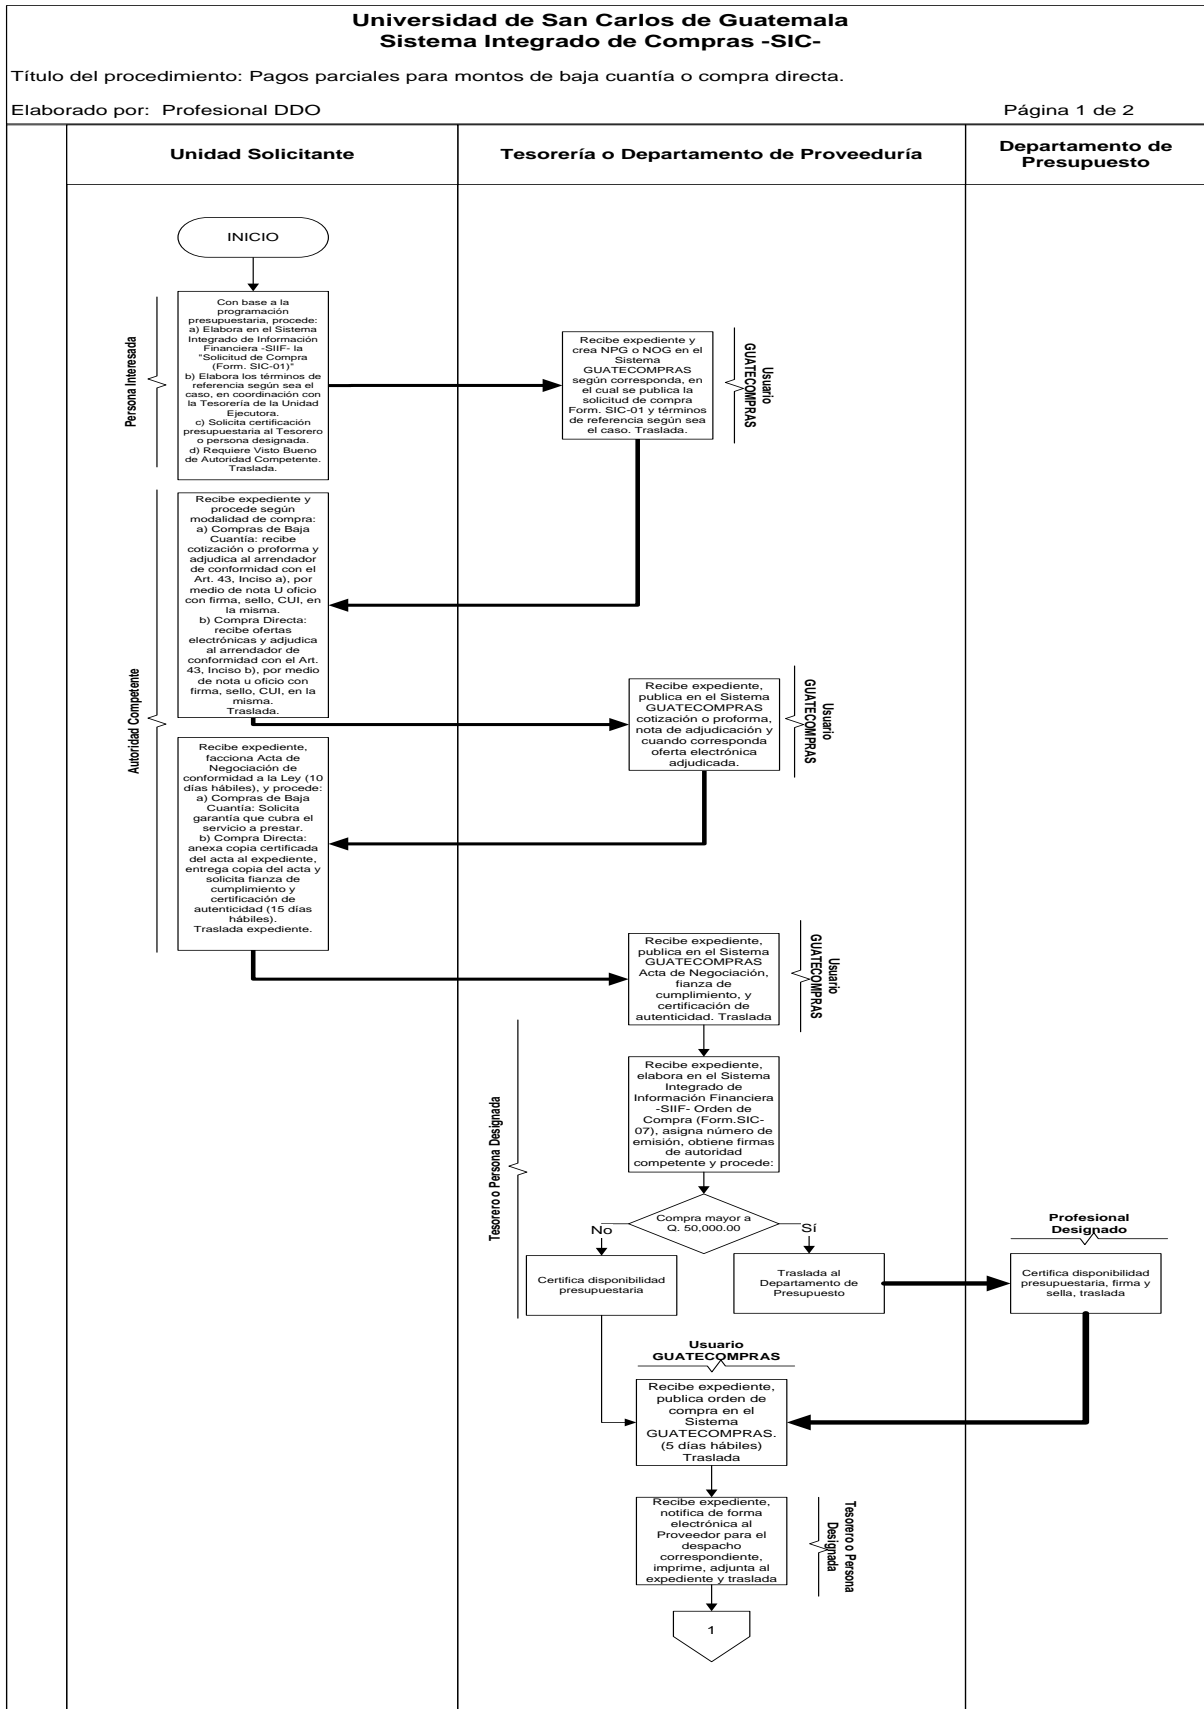 Universidad de San Carlos de Guatemala
Sistema Integrado de Compras -SIC-
Título del procedimiento: Pagos parciales para montos de baja cuantía o compra directa.
Elaborado por: Profesional DDO
Página 1 de 2
Unidad Solicitante
Tesorería o Departamento de Proveeduría
Departamento de
Presupuesto
INICIO
Persona Interesada
Con base a la
programación
presupuestaria, procede:
a) Elabora en el Sistema
Integrado de Información
Financiera -SIIF- la
"Solicitud de Compra
(Form. SIC-01)"
b) Elabora los términos de
referencia según sea el
caso, en coordinación con
la Tesorería de la Unidad
Ejecutora.
c) Solicita certificación
presupuestaria al Tesorero
o persona designada.
d) Requiere Visto Bueno
de Autoridad Competente.
Traslada.
Recibe expediente y
crea NPG o NOG en el
Sistema
GUATECOMPRAS
según corresponda, en
el cual se publica la
solicitud de compra
Form. SIC-01 y términos
de referencia según sea
el caso. Traslada.
Usuario
GUATECOMPRAS
Autoridad Competente
Recibe expediente y
procede según
modalidad de compra:
a) Compras de Baja
Cuantía: recibe
cotización o proforma y
adjudica al arrendador
de conformidad con el
Art. 43, Inciso a), por
medio de nota U oficio
con firma, sello, CUI, en
la misma.
b) Compra Directa:
recibe ofertas
electrónicas y adjudica
al arrendador de
conformidad con el Art.
43, Inciso b), por medio
de nota u oficio con
firma, sello, CUI, en la
misma.
Traslada.
Recibe expediente,
publica en el Sistema
GUATECOMPRAS
cotización o proforma,
nota de adjudicación y
cuando corresponda
oferta electrónica
adjudicada.
Usuario
GUATECOMPRAS
Recibe expediente,
facciona Acta de
Negociación de
conformidad a la Ley (10
días hábiles), y procede:
a) Compras de Baja
Cuantía: Solicita
garantía que cubra el
servicio a prestar.
b) Compra Directa:
anexa copia certificada
del acta al expediente,
entrega copia del acta y
solicita fianza de
cumplimiento y
certificación de
autenticidad (15 días
hábiles).
Traslada expediente.
Recibe expediente,
publica en el Sistema
GUATECOMPRAS
Acta de Negociación,
fianza de
cumplimiento, y
certificación de
autenticidad. Traslada
Usuario
GUATECOMPRAS
Tesorero o Persona Designada
Recibe expediente,
elabora en el Sistema
Integrado de
Información Financiera
-SIIF- Orden de
Compra (Form.SIC-
07), asigna número de
emisión, obtiene firmas
de autoridad
competente y procede:
Compra mayor a
Q. 50,000.00
No
Sí
Certifica disponibilidad
presupuestaria
Traslada al
Departamento de
Presupuesto
Profesional
Designado
Certifica disponibilidad
presupuestaria, firma y
sella, traslada
Usuario
GUATECOMPRAS
Recibe expediente,
publica orden de
compra en el
Sistema
GUATECOMPRAS.
(5 días hábiles)
Traslada
Recibe expediente,
notifica de forma
electrónica al
Proveedor para el
despacho
correspondiente,
imprime, adjunta al
expediente y traslada
Tesorero o Persona
Designada
1